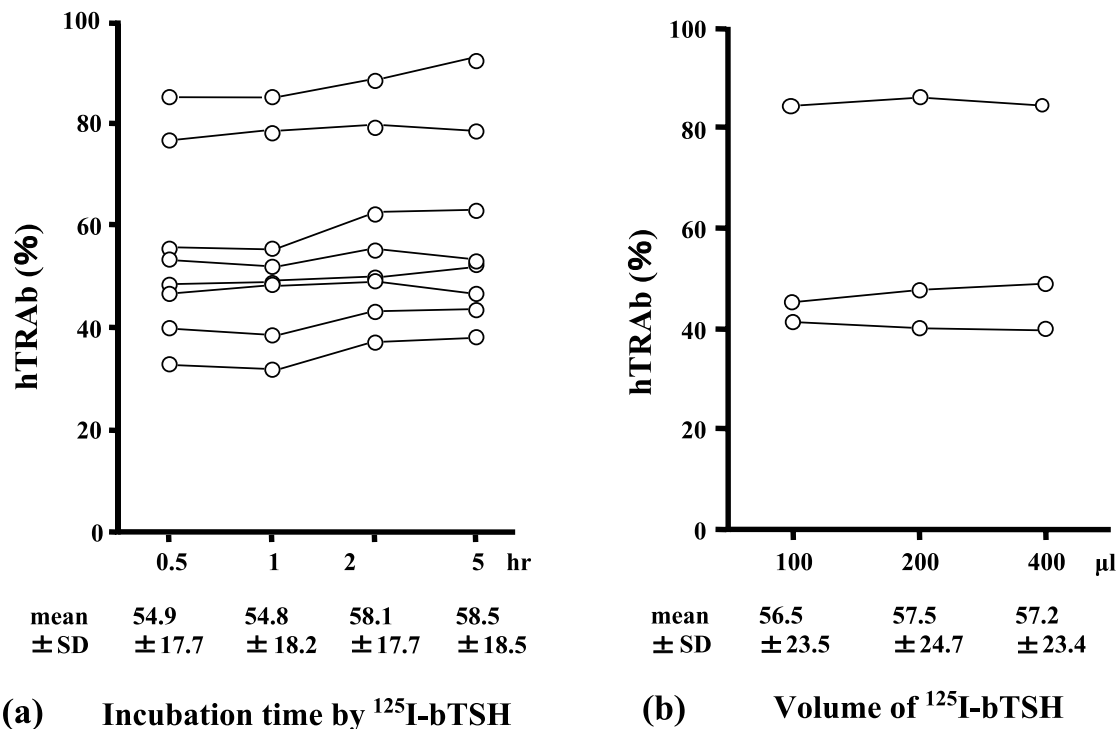 100
80
60
40
20
0
hTRAb (%)
0.5 1 2 5 hr
mean 54.9 54.8 58.1 58.5
±SD ±17.7 ±18.2 ±17.7 ±18.5
(a) Incubation time by ¹²⁵I-bTSH
100
80
60
40
20
0
hTRAb (%)
100 200 400 µl
mean 56.5 57.5 57.2
±SD ±23.5 ±24.7 ±23.4
(b) Volume of ¹²⁵I-bTSH